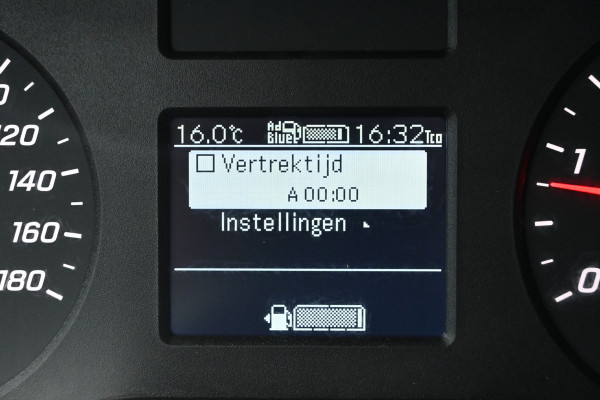 16.0°C Ad Blue 16:32 Tco
Vertrektijd
A 00:00
Instellingen
120
140
160
180
1
0